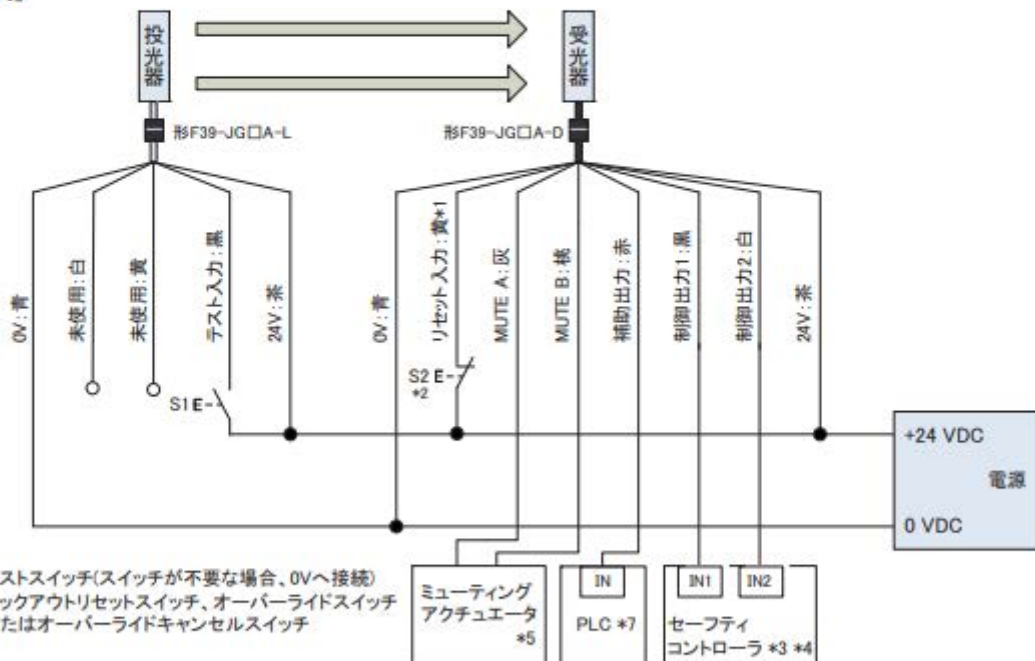 投光器
受光器
形F39-JG□A-L
形F39-JG□A-D
0V:青
未使用:白
未使用:黄
テスト入力:黒
24V:茶
0V:青
リセット入力:黄*1
MUTE A:灰
MUTE B:桃
補助出力:赤
制御出力1:黒
制御出力2:白
24V:茶
S1 E
S2 E
*2
+24 VDC
電源
0 VDC
ストスイッチ(スイッチが不要な場合、0Vへ接続)
ックアウトリセットスイッチ、オーバーライドスイッチ
たはオーバーライドキャンセルスイッチ
ミューティング
アクチュエータ
*5
IN
PLC *7
IN1
IN2
セーフティ
コントローラ *3 *4